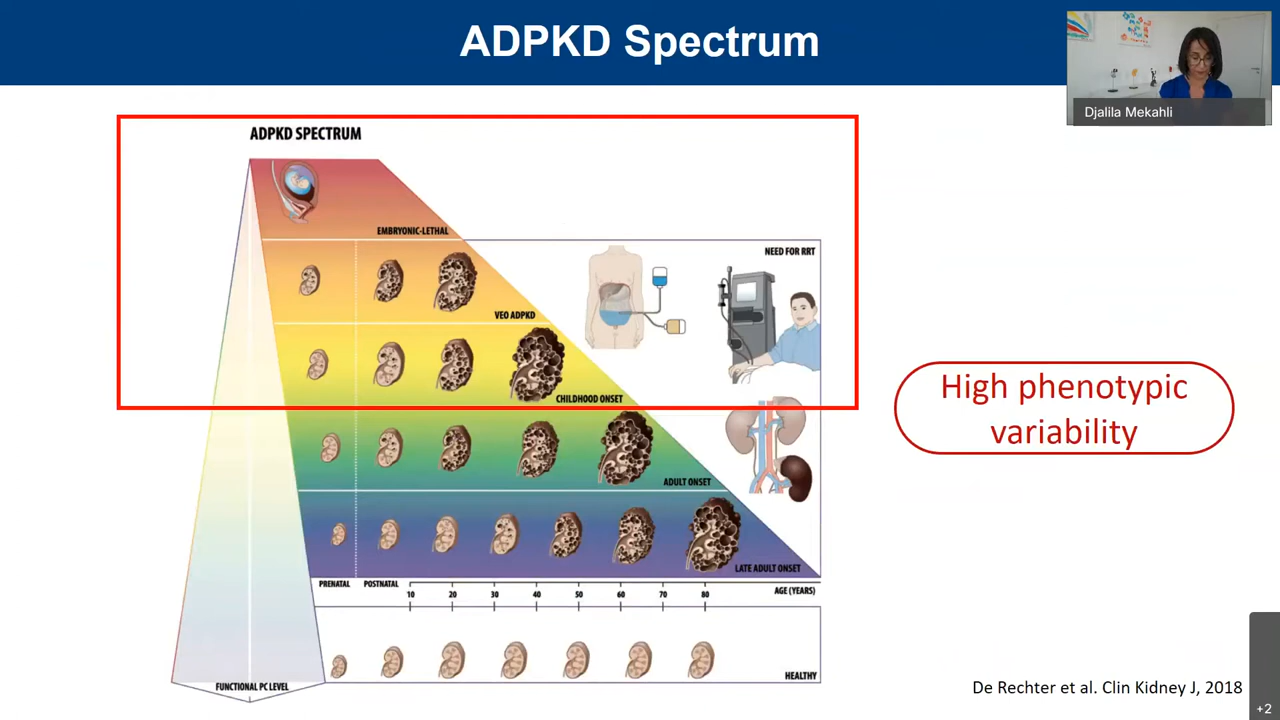 ADPKD Spectrum
Djalila Mekahli
ADPKD SPECTRUM
EMBRYONIC-LETHAL
NEED FOR RRT
VEO ADPKD
CHILDHOOD ONSET
High phenotypic
variability
ADULT ONSET
LATE ADULT ONSET
PRENATAL POSTNATAL AGE (YEARS)
10 20 30 40 50 60 70 80
HEALTHY
FUNCTIONAL PC LEVEL
De Rechter et al. Clin Kidney J, 2018
+2